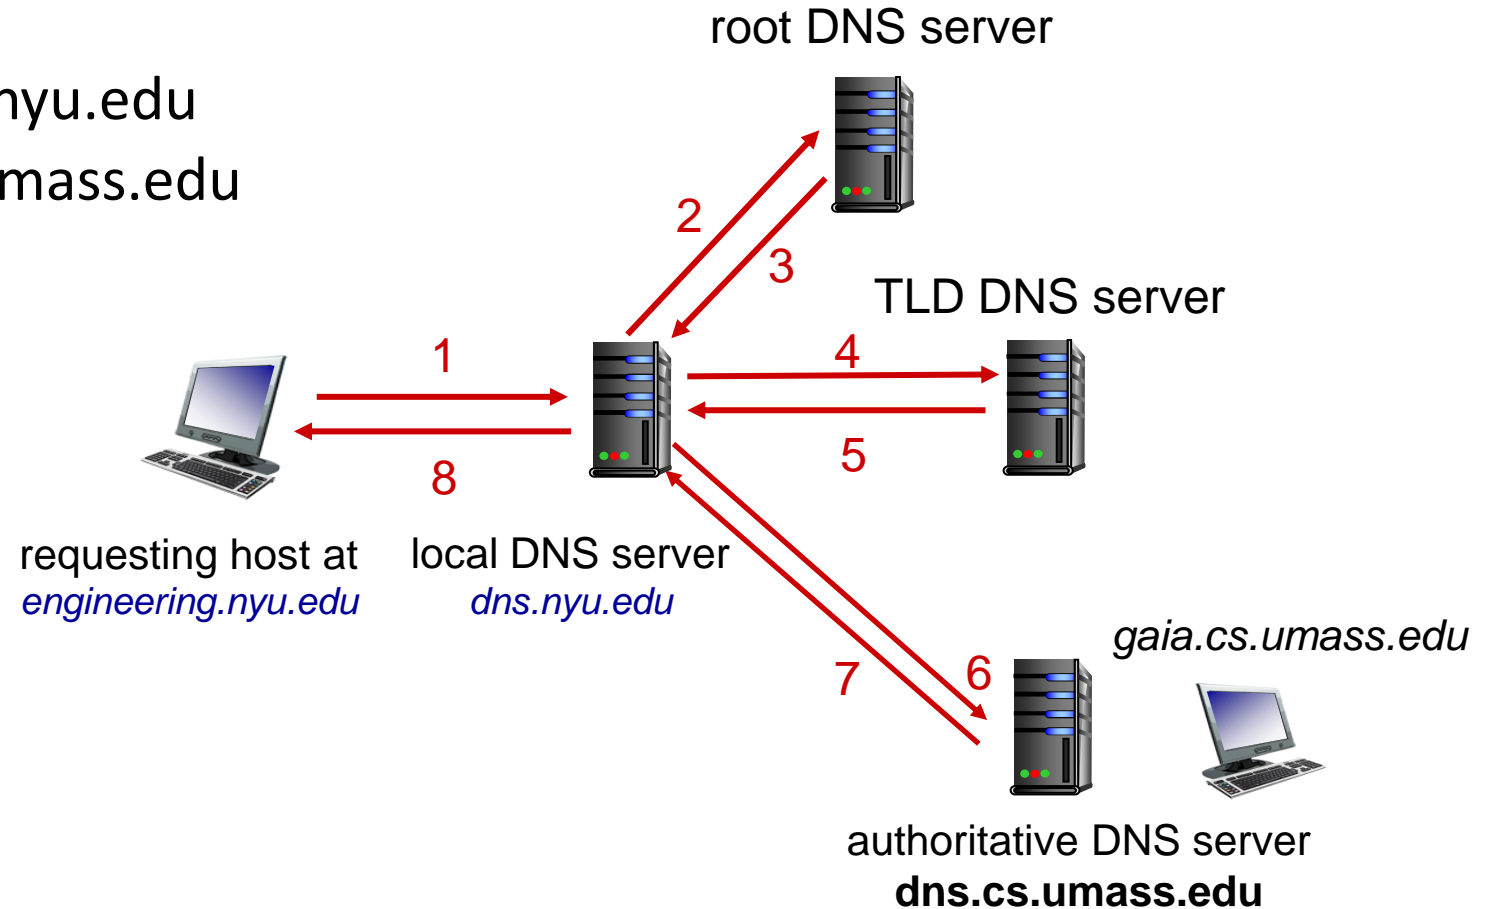 root DNS server
nyu.edu
mass.edu
2
3
TLD DNS server
1
4
5
8
requesting host at
engineering.nyu.edu
local DNS server
dns.nyu.edu
gaia.cs.umass.edu
7
6
authoritative DNS server
dns.cs.umass.edu